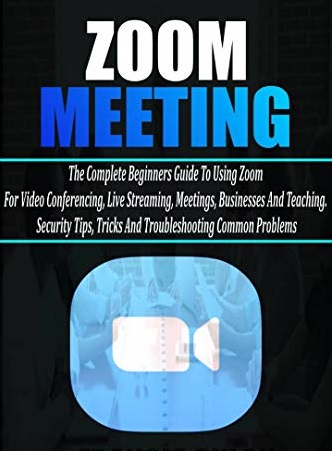 ZOOM
MEETING
The Complete Beginners Guide To Using Zoom
For Video Conferencing, Live Streaming, Meetings, Businesses And Teaching.
Security Tips, Tricks And Troubleshooting Common Problems